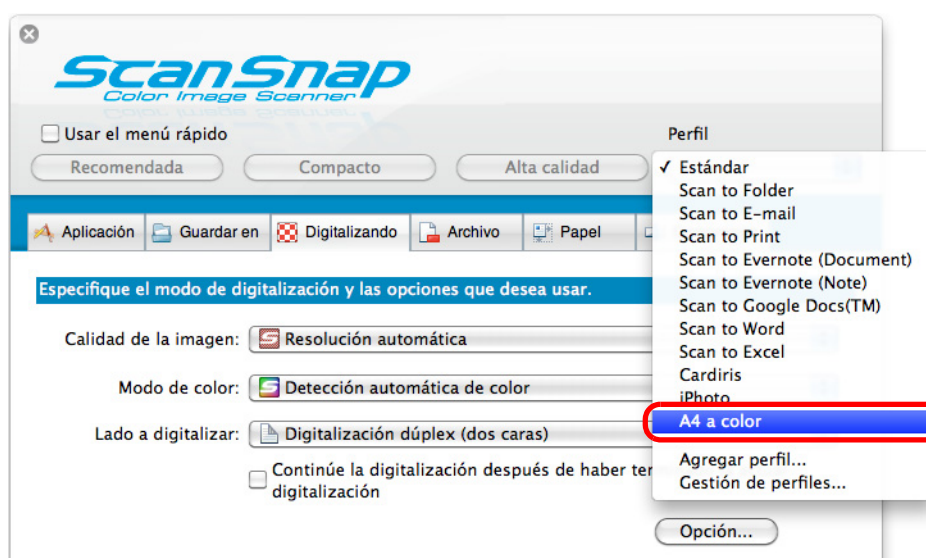 ScanSnap
Color Image Scanner
Usar el menú rápido
Perfil
Recomendada
Compacto
Alta calidad
✓ Estándar
Scan to Folder
Scan to E-mail
Scan to Print
Scan to Evernote (Document)
Scan to Evernote (Note)
Scan to Google Docs(TM)
Scan to Word
Scan to Excel
Cardiris
iPhoto
A4 a color
Agregar perfil...
Gestión de perfiles...
Aplicación
Guardar en
Digitalizando
Archivo
Papel
Especifique el modo de digitalización y las opciones que desea usar.
Calidad de la imagen:
Resolución automática
Modo de color:
Detección automática de color
Lado a digitalizar:
Digitalización dúplex (dos caras)
Continúe la digitalización después de haber ter
digitalización
Opción...